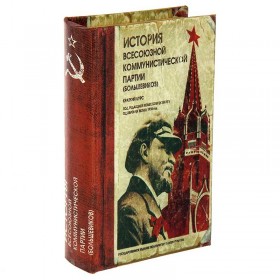 ИСТОРИЯ
ВСЕСОЮЗНОЙ
КОММУНИСТИЧЕСКОЙ
ПАРТИИ
(БОЛЬШЕВИКОВ)
КРАТКИЙ КУРС
ИСТОРИЯ ВСЕСОЮЗНОЙ
КОММУНИСТИЧЕСКОЙ
ПАРТИИ
(БОЛЬШЕВИКОВ)